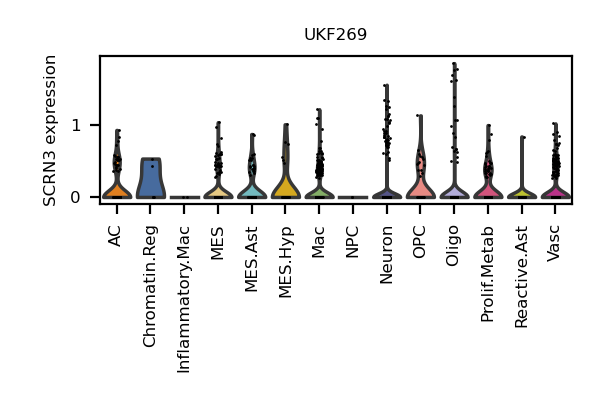 UKF269
SCRN3 expression
1
0
AC
Chromatin.Reg
Inflammatory.Mac
MES
MES.Ast
MES.Hyp
Mac
NPC
Neuron
OPC
Oligo
Prolif.Metab
Reactive.Ast
Vasc